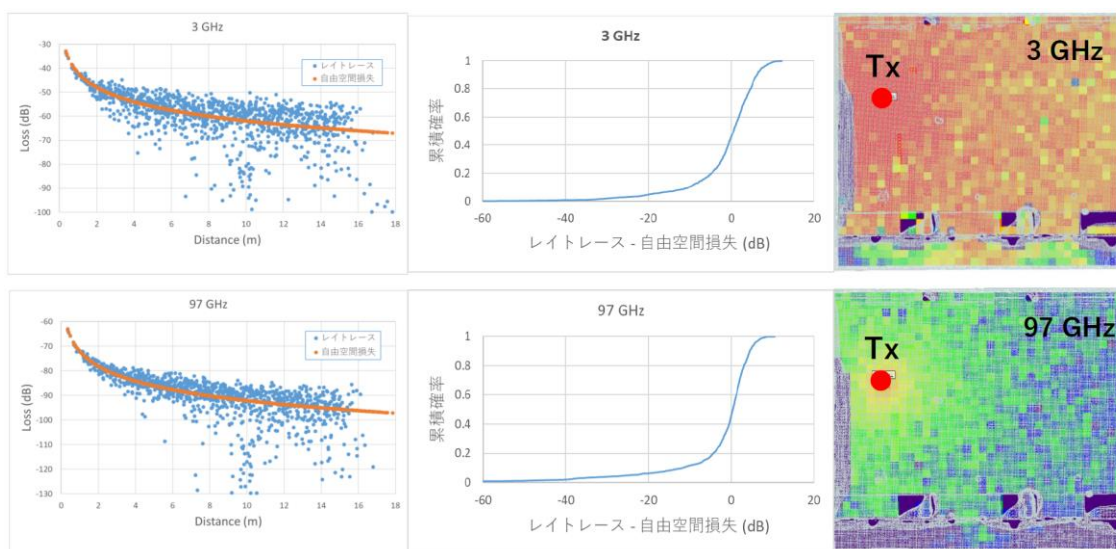 3 GHz
レイトレース
自由空間損失
Loss (dB)
-30
-40
-50
-60
-70
-80
-90
-100
0
2
4
6
8
10
12
14
16
18
Distance (m)
3 GHz
累積確率
1
0.8
0.6
0.4
0.2
0
-60
-40
-20
0
20
レイトレース - 自由空間損失 (dB)
3 GHz
Tx
97 GHz
レイトレース
自由空間損失
Loss (dB)
-60
-70
-80
-90
-100
-110
-120
-130
0
2
4
6
8
10
12
14
16
18
Distance (m)
97 GHz
累積確率
1
0.8
0.6
0.4
0.2
0
-60
-40
-20
0
20
レイトレース - 自由空間損失 (dB)
97 GHz
Tx